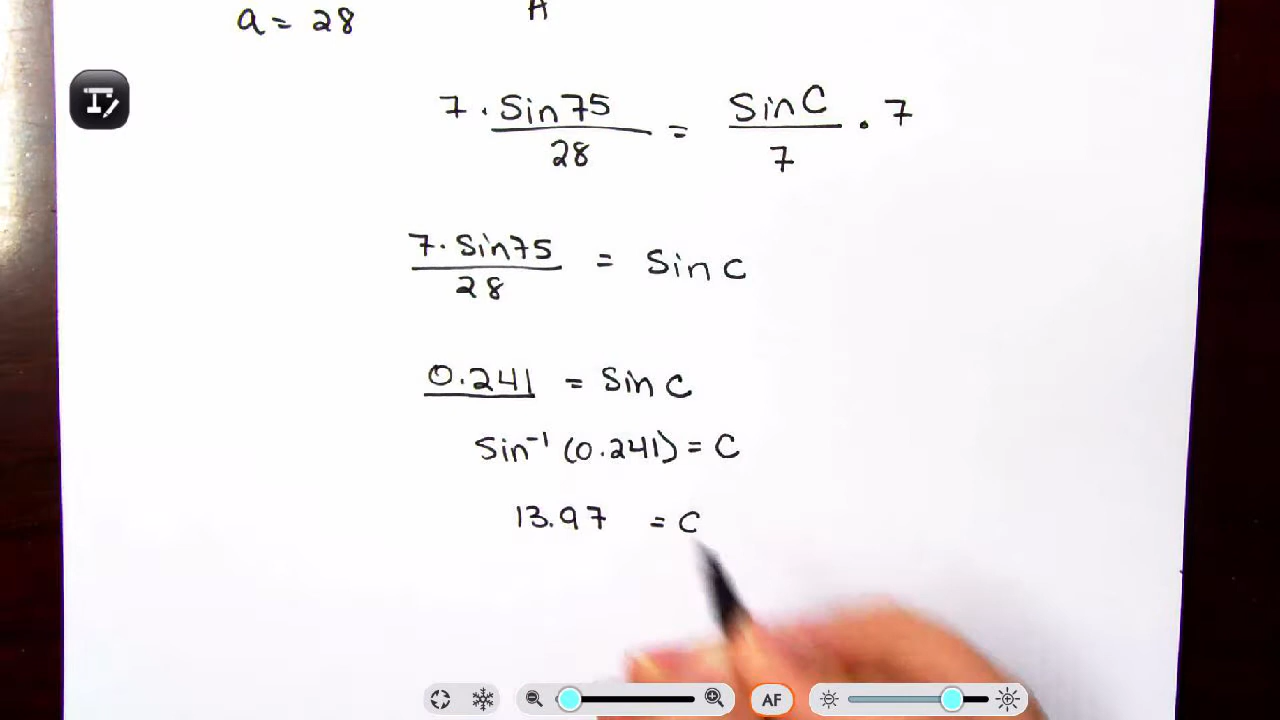 a = 28
A
7 · Sin75 / 28 = Sin C / 7 · 7
7 · Sin75 / 28 = Sin C
0.241 = Sin C
Sin⁻¹ (0.241) = C
13.97 = C
AF